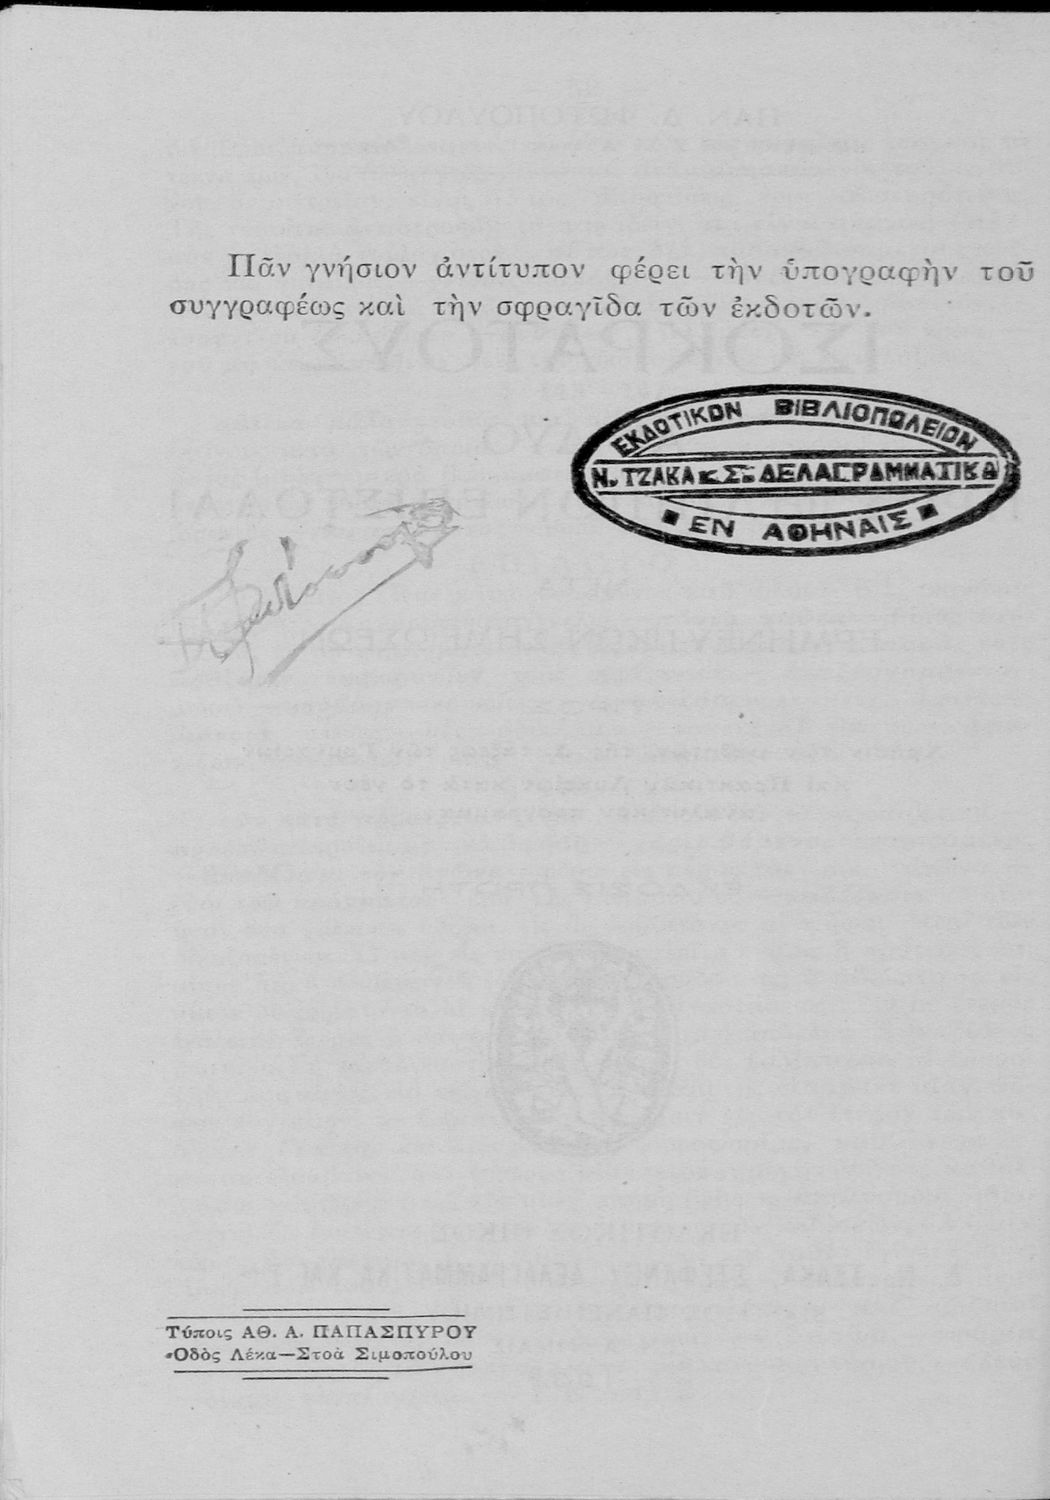 Πᾶν γνήσιον ἀντίτυπον φέρει τὴν ὑπογραφὴν τοῦ
συγγραφέως καὶ τὴν σφραγῖδα τῶν ἐκδοτῶν.
ΕΚΔΟΤΙΚΟΝ ΒΙΒΛΙΟΠΩΛΕΙΟΝ
Ν. ΤΖΑΚΑ Κ Σ. ΔΕΛΑΓΡΑΜΜΑΤΙΚΑ
ΕΝ ΑΘΗΝΑΙΣ
Τύποις ΑΘ. Α. ΠΑΠΑΣΠΥΡΟΥ
Ὁδὸς Λέκα—Στοὰ Σιμοπούλου